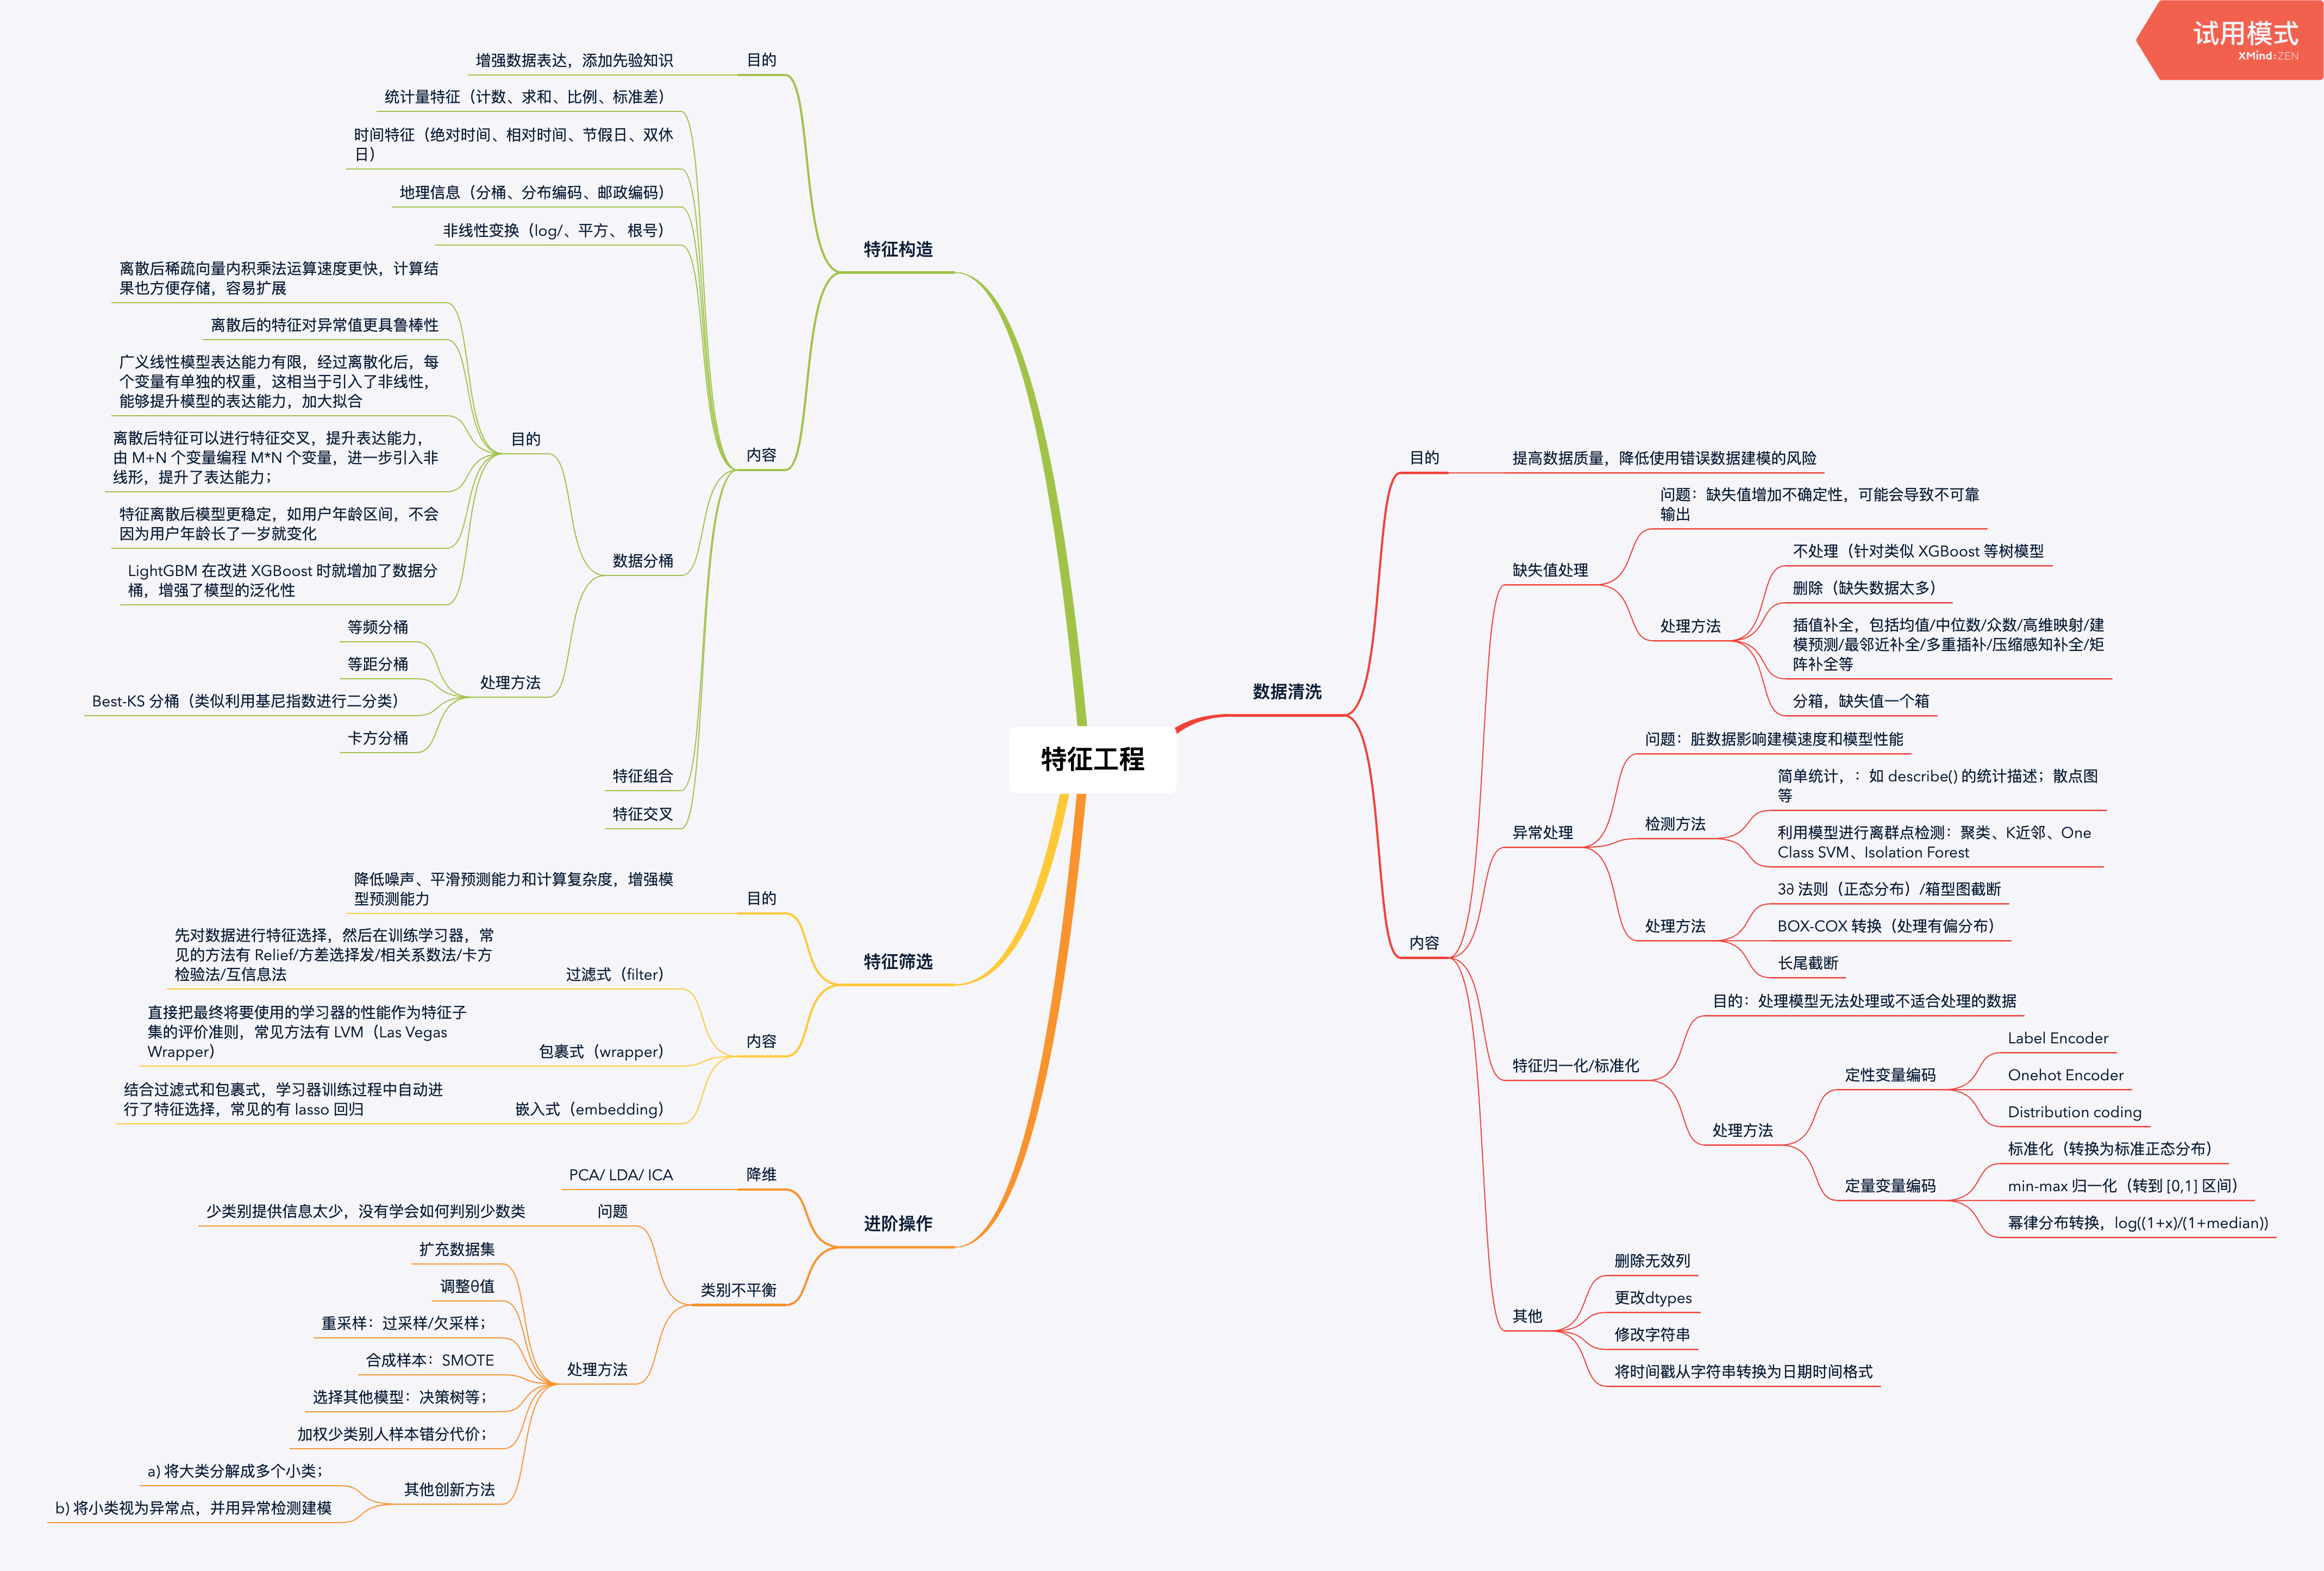 试用模式
XMind:ZEN
特征工程
特征构造
目的
增强数据表达，添加先验知识
内容
统计量特征（计数、求和、比例、标准差）
时间特征（绝对时间、相对时间、节假日、双休
日）
地理信息（分桶、分布编码、邮政编码）
非线性变换（log/、平方、 根号）
数据分桶
目的
离散后稀疏向量内积乘法运算速度更快，计算结
果也方便存储，容易扩展
离散后的特征对异常值更具鲁棒性
广义线性模型表达能力有限，经过离散化后，每
个变量有单独的权重，这相当于引入了非线性，
能够提升模型的表达能力，加大拟合
离散后特征可以进行特征交叉，提升表达能力，
由 M+N 个变量编程 M*N 个变量，进一步引入非
线形，提升了表达能力；
特征离散后模型更稳定，如用户年龄区间，不会
因为用户年龄长了一岁就变化
LightGBM 在改进 XGBoost 时就增加了数据分
桶，增强了模型的泛化性
处理方法
等频分桶
等距分桶
Best-KS 分桶（类似利用基尼指数进行二分类）
卡方分桶
特征组合
特征交叉
特征筛选
目的
降低噪声、平滑预测能力和计算复杂度，增强模
型预测能力
内容
过滤式（filter）
先对数据进行特征选择，然后在训练学习器，常
见的方法有 Relief/方差选择发/相关系数法/卡方
检验法/互信息法
包裹式（wrapper）
直接把最终将要使用的学习器的性能作为特征子
集的评价准则，常见方法有 LVM（Las Vegas
Wrapper）
嵌入式（embedding）
结合过滤式和包裹式，学习器训练过程中自动进
行了特征选择，常见的有 lasso 回归
进阶操作
降维
PCA/ LDA/ ICA
类别不平衡
问题
少类别提供信息太少，没有学会如何判别少数类
处理方法
扩充数据集
调整θ值
重采样：过采样/欠采样；
合成样本：SMOTE
选择其他模型：决策树等；
加权少类别人样本错分代价；
其他创新方法
a) 将大类分解成多个小类；
b) 将小类视为异常点，并用异常检测建模
数据清洗
目的
提高数据质量，降低使用错误数据建模的风险
内容
缺失值处理
问题：缺失值增加不确定性，可能会导致不可靠
输出
处理方法
不处理（针对类似 XGBoost 等树模型
删除（缺失数据太多）
插值补全，包括均值/中位数/众数/高维映射/建
模预测/最邻近补全/多重插补/压缩感知补全/矩
阵补全等
分箱，缺失值一个箱
异常处理
问题：脏数据影响建模速度和模型性能
检测方法
简单统计，：如 describe() 的统计描述；散点图
等
利用模型进行离群点检测：聚类、K近邻、One
Class SVM、Isolation Forest
处理方法
3∂ 法则（正态分布）/箱型图截断
BOX-COX 转换（处理有偏分布）
长尾截断
特征归一化/标准化
目的：处理模型无法处理或不适合处理的数据
处理方法
定性变量编码
Label Encoder
Onehot Encoder
Distribution coding
定量变量编码
标准化（转换为标准正态分布）
min-max 归一化（转到 [0,1] 区间）
幂律分布转换，log((1+x)/(1+median))
其他
删除无效列
更改dtypes
修改字符串
将时间戳从字符串转换为日期时间格式